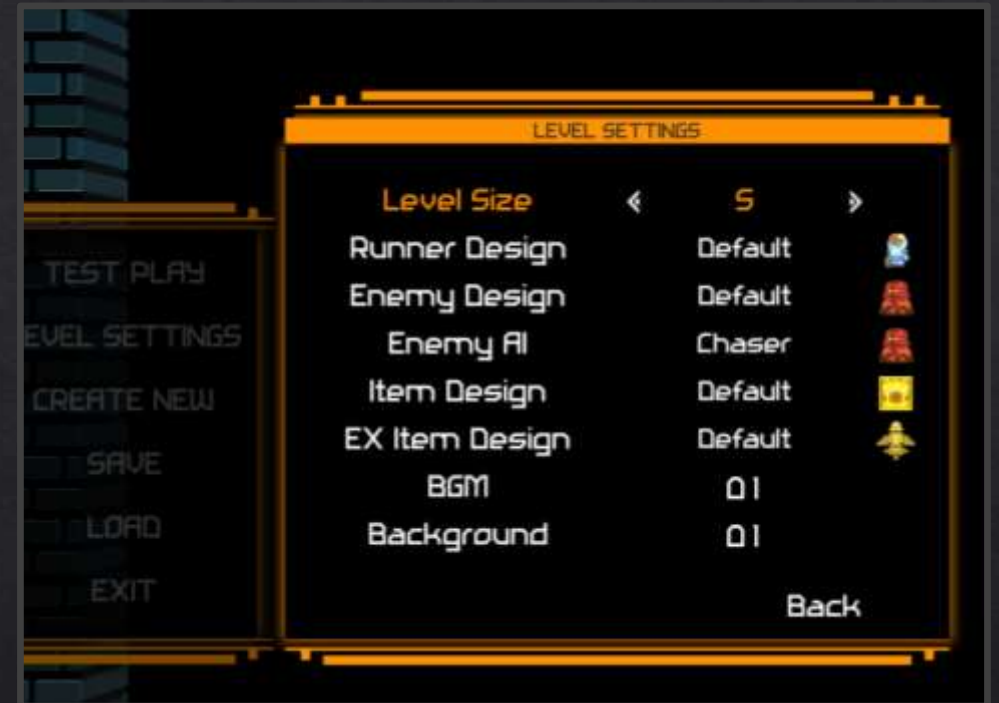 LEVEL SETTINGS
Level Size « S »
Runner Design Default
Enemy Design Default
Enemy AI Chaser
Item Design Default
EX Item Design Default
BGM 01
Background 01
Back
TEST PLAY
EVEL SETTINGS
CREATE NEW
SAVE
LOAD
EXIT